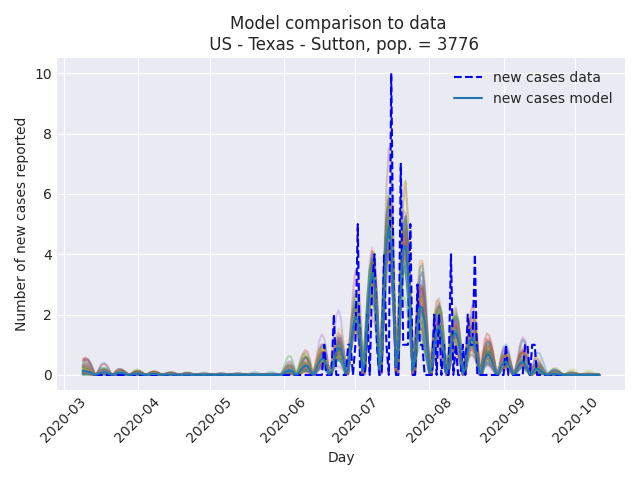 Model comparison to data
US - Texas - Sutton, pop. = 3776
new cases data
new cases model
Number of new cases reported
10
8
6
4
2
0
2020-03
2020-04
2020-05
2020-06
2020-07
2020-08
2020-09
2020-10
Day